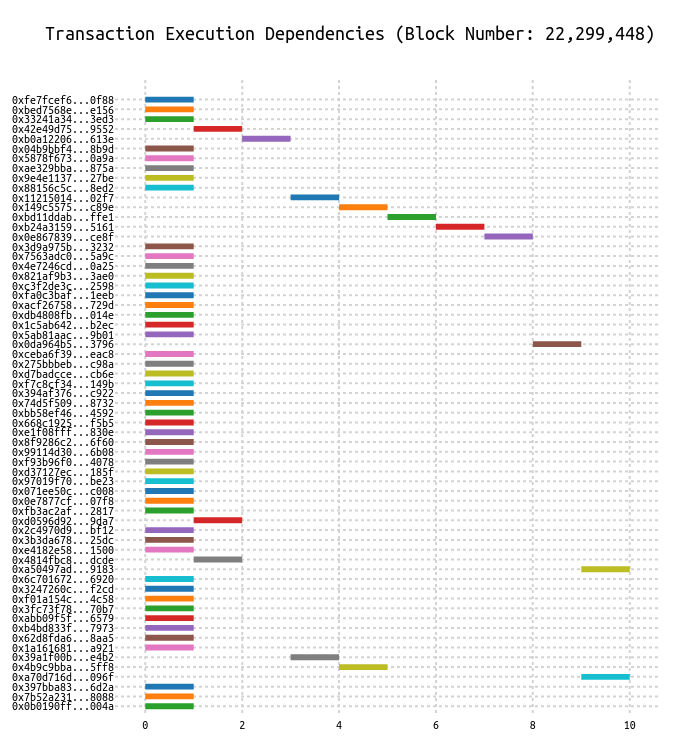 Transaction Execution Dependencies (Block Number: 22,299,448)
0xfe7fcef6...0f88
0xbed7568e...e156
0x33241a34...3ed3
0x42e49d75...9552
0xb0a12206...613e
0x04b9bbf4...8b9d
0x5878f673...0a9a
0xae329bba...875a
0x9e4e1137...27be
0x88156c5c...8ed2
0x11215014...02f7
0x149c5575...c89e
0xbd11ddab...ffe1
0xb24a3159...5161
0x0e867839...ce8f
0x3d9a975b...3232
0x7563adc0...5a9c
0x4e7246cd...0a25
0x821af9b3...3ae0
0xc3f2de3c...2598
0xfa0c3baf...1eeb
0xacf26758...729d
0xdb4808fb...014e
0x1c5ab642...b2ec
0x5ab81aac...9b01
0x0da964b5...3796
0xceba6f39...eac8
0x275bbbeb...c98a
0xd7badcce...cb6e
0xf7c8cf34...149b
0x394af376...c922
0x74d5f509...8732
0xbb58ef46...4592
0x668c1925...f5b5
0xe1f08fff...830e
0x8f9286c2...6f60
0x99114d30...6b08
0xf93b96f0...4078
0xd37127ec...185f
0x97019f70...be23
0x071ee50c...c008
0x0e7877cf...07f8
0xfb3ac2af...2817
0xd0596d92...9da7
0x2c4970d9...bf12
0x3b3da678...25dc
0xe4182e58...1500
0x4814fbc8...dcde
0xa50497ad...9183
0x6c701672...6920
0x3247260c...f2cd
0xf01a154c...4c58
0x3fc73f78...70b7
0xabb09f5f...6579
0xb4bd833f...7973
0x62d8fda6...8aa5
0x1a161681...a921
0x39a1f00b...e4b2
0x4b9c9bba...5ff8
0xa70d716d...096f
0x397bba83...6d2a
0x7b52a231...8088
0x0b0190ff...004a
0 2 4 6 8 10